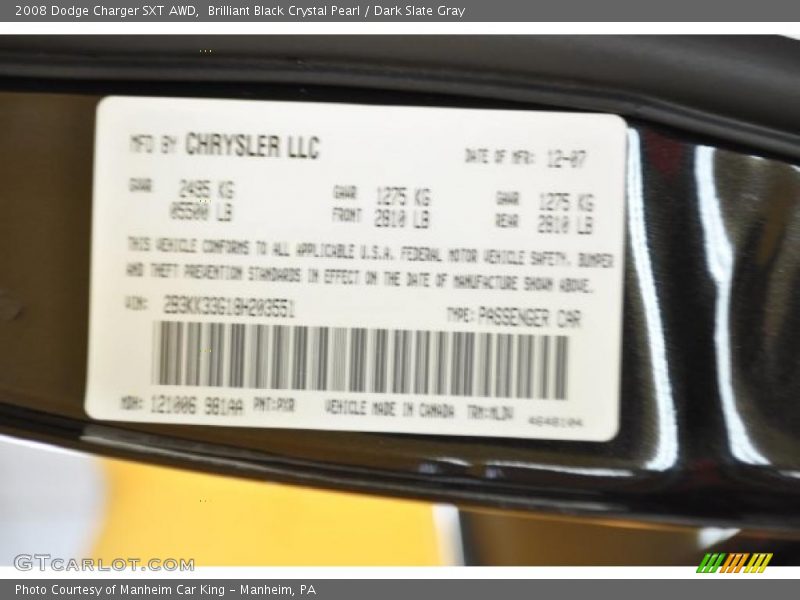 2008 Dodge Charger SXT AWD,  Brilliant Black Crystal Pearl / Dark Slate Gray
MFD BY CHRYSLER LLC DATE OF MFR: 12-07
GVWR 2495 KG GAWR 1275 KG GAWR 1275 KG
05500 LB FRONT 2810 LB REAR 2810 LB
THIS VEHICLE CONFORMS TO ALL APPLICABLE U.S.A. FEDERAL MOTOR VEHICLE SAFETY, BUMPER
AND THEFT PREVENTION STANDARDS IN EFFECT ON THE DATE OF MANUFACTURE SHOWN ABOVE.
VIN: 2B3KK33G18H203551 TYPE: PASSENGER CAR
MDH: 121006 981AA PNT:PXR VEHICLE MADE IN CANADA TRM:MLDV
4648104
GTCarLot.com
Photo Courtesy of Manheim Car King – Manheim, PA